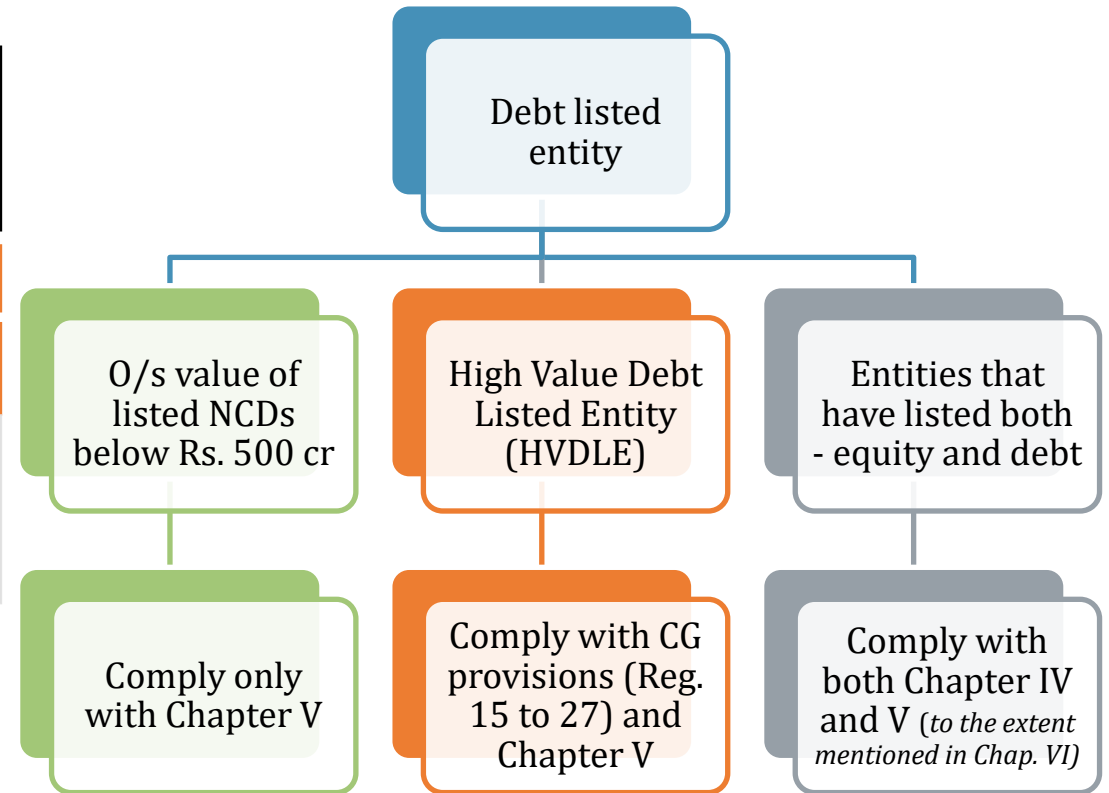 Debt listed
entity
O/s value of
listed NCDs
below Rs. 500 cr
High Value Debt
Listed Entity
(HVDLE)
Entities that
have listed both
- equity and debt
Comply only
with Chapter V
Comply with CG
provisions (Reg.
15 to 27) and
Chapter V
Comply with
both Chapter IV
and V (to the extent
mentioned in Chap. VI)